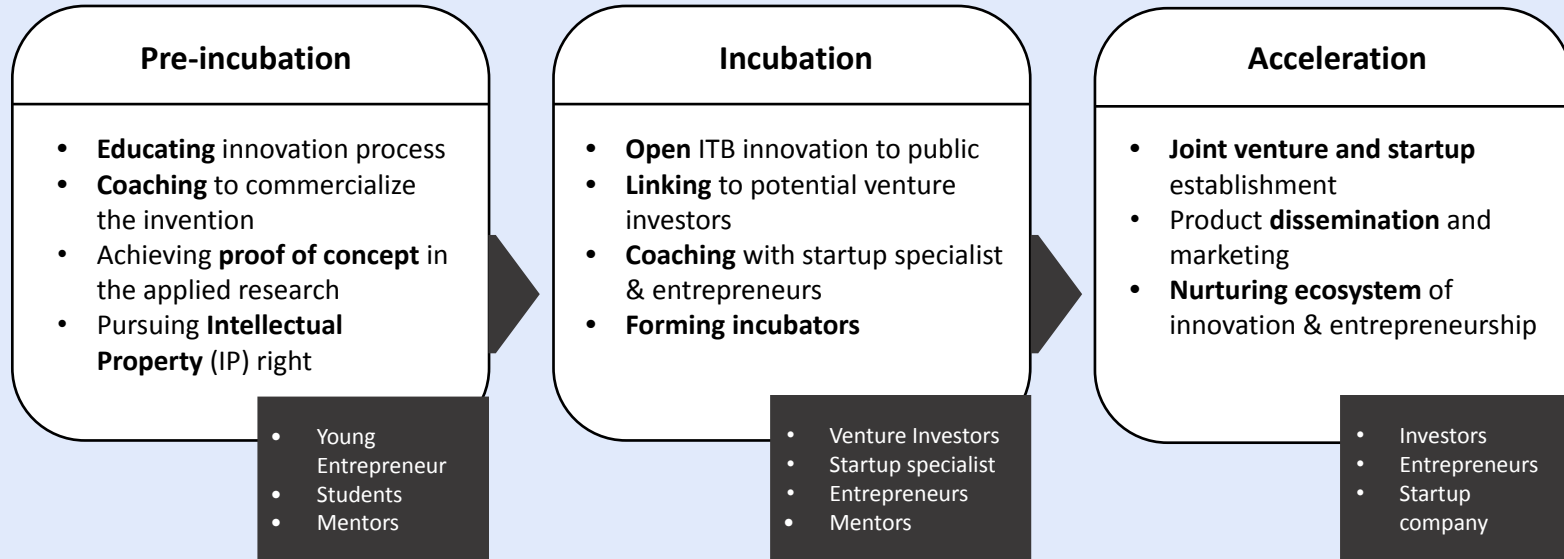 Pre-incubation
• Educating innovation process
• Coaching to commercialize
the invention
• Achieving proof of concept in
the applied research
• Pursuing Intellectual
Property (IP) right
• Young
Entrepreneur
• Students
• Mentors
Incubation
• Open ITB innovation to public
• Linking to potential venture
investors
• Coaching with startup specialist
& entrepreneurs
• Forming incubators
• Venture Investors
• Startup specialist
• Entrepreneurs
• Mentors
Acceleration
• Joint venture and startup
establishment
• Product dissemination and
marketing
• Nurturing ecosystem of
innovation & entrepreneurship
• Investors
• Entrepreneurs
• Startup
company